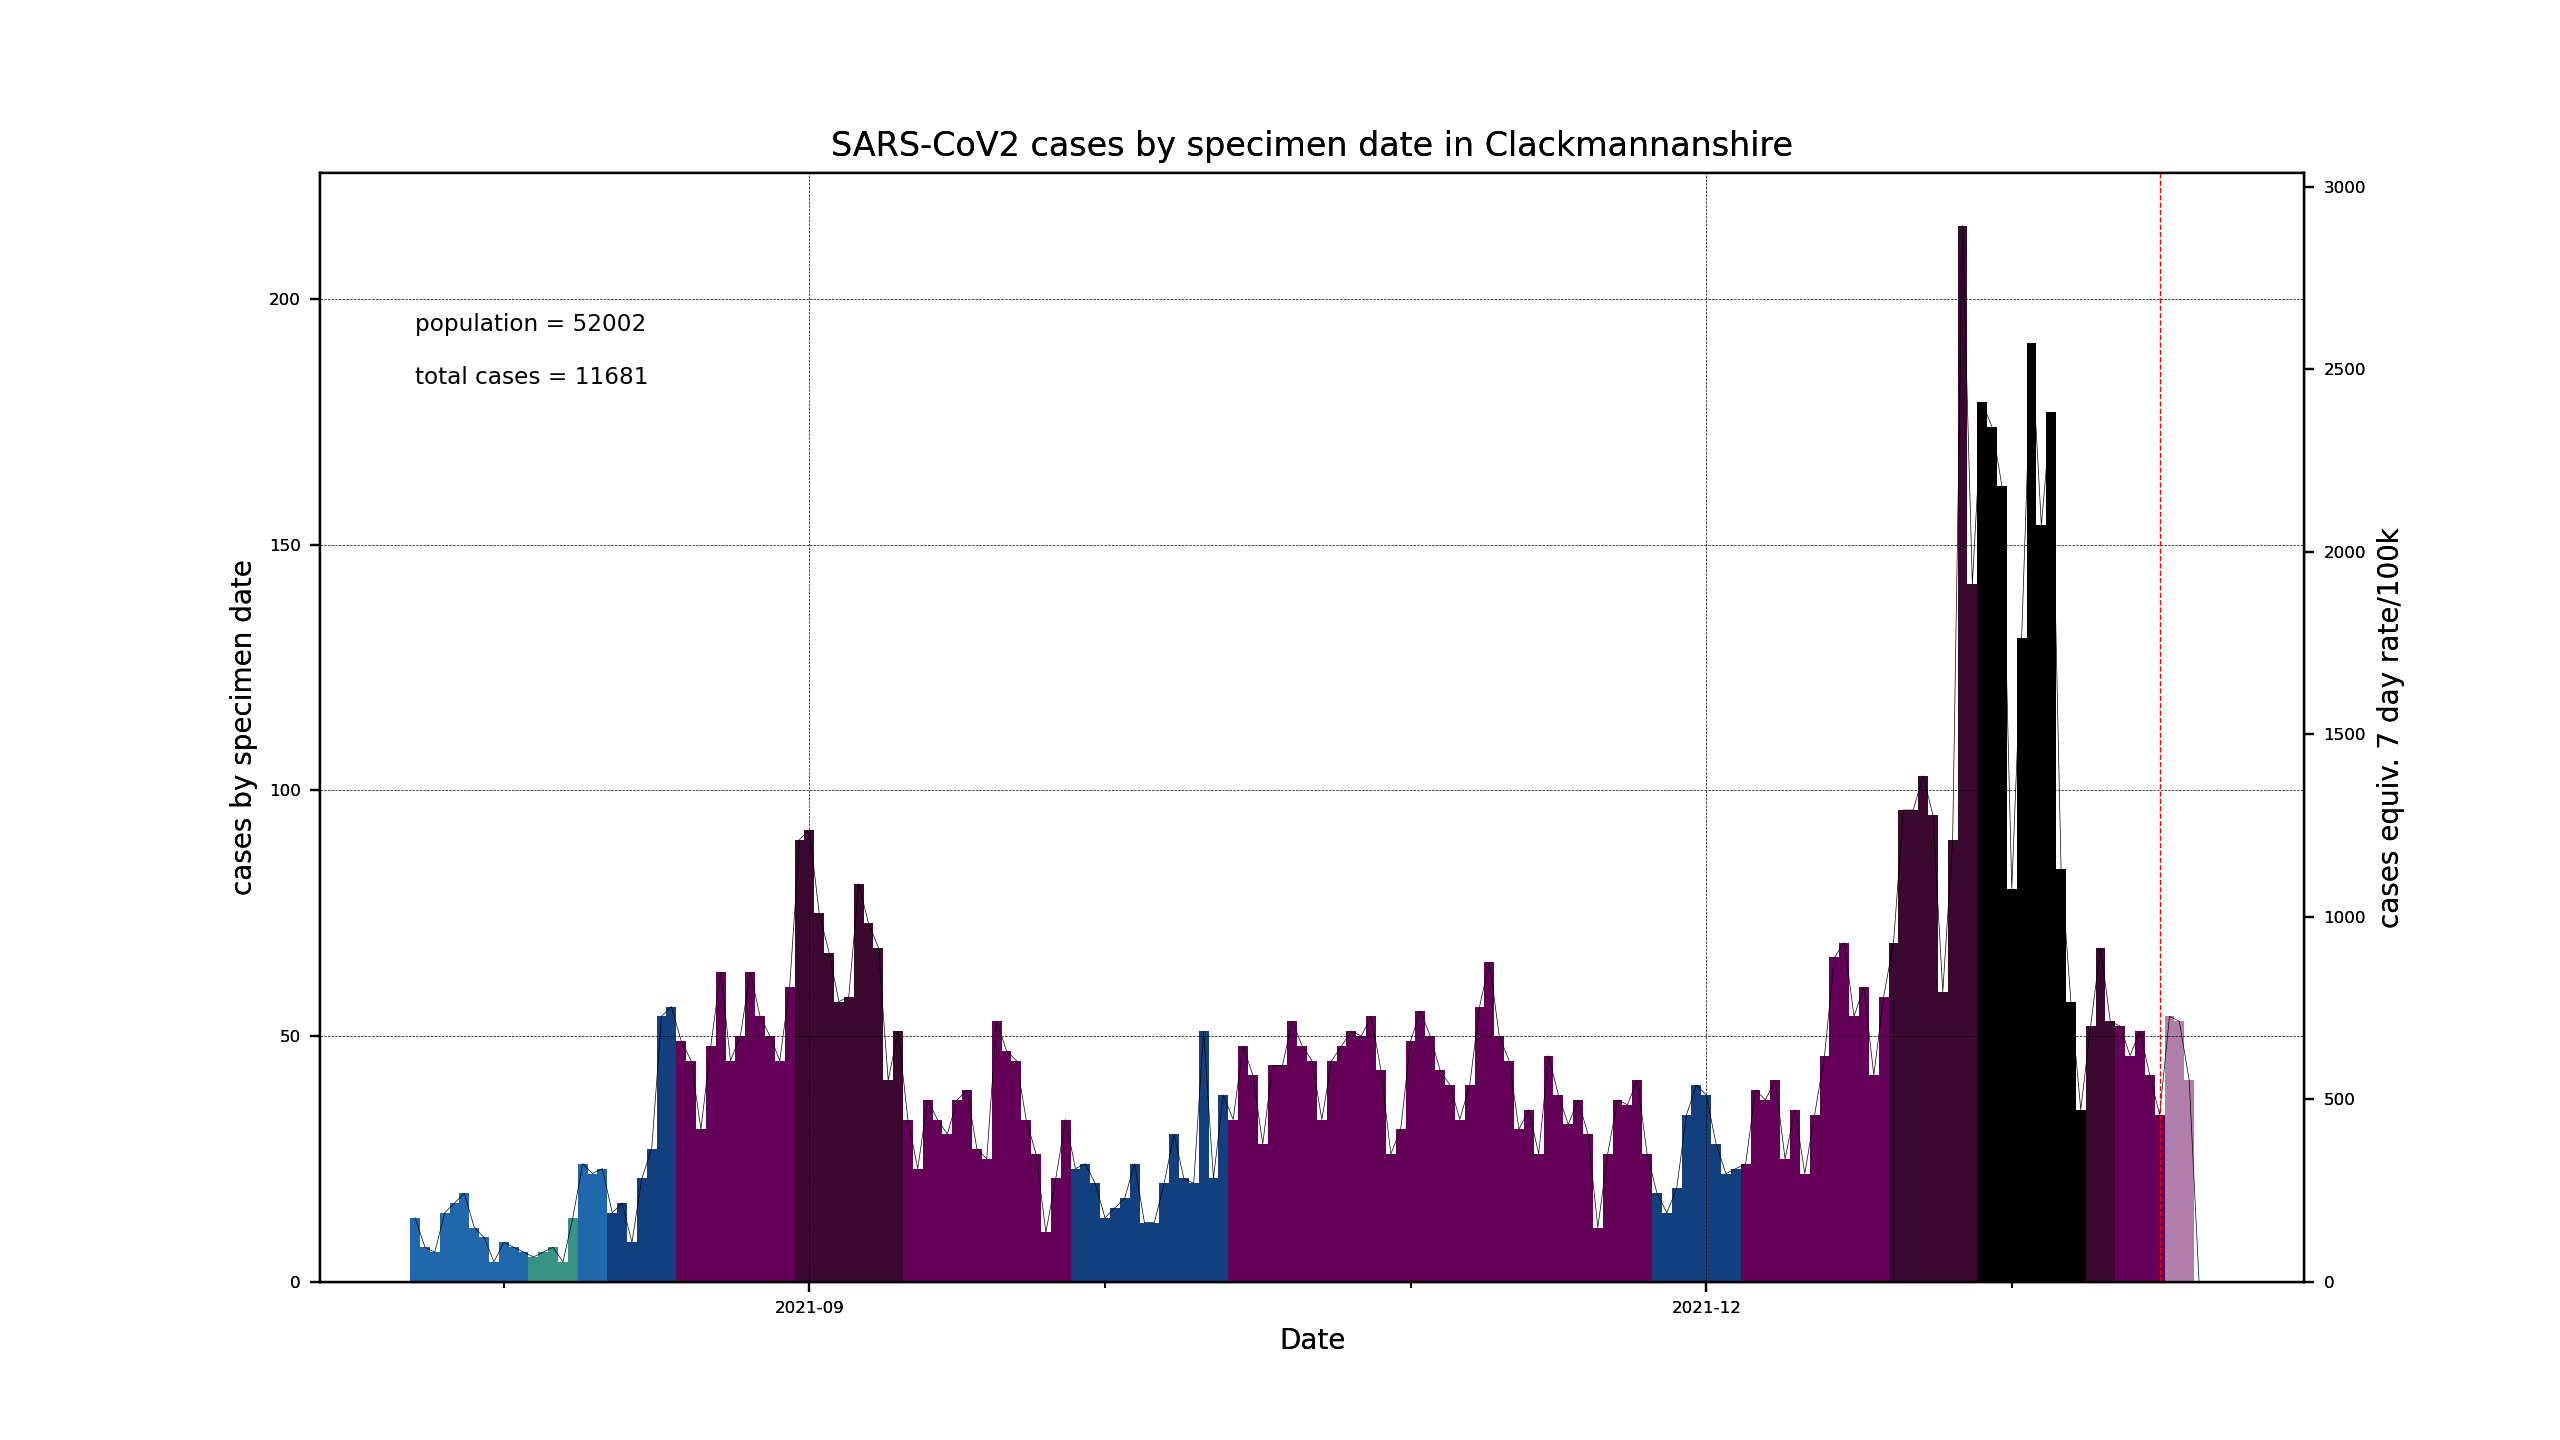 SARS-CoV2 cases by specimen date in Clackmannanshire
population = 52002
total cases = 11681
cases by specimen date
200
150
100
50
0
3000
2500
2000
1500
1000
500
0
cases equiv. 7 day rate/100k
2021-09
2021-12
Date